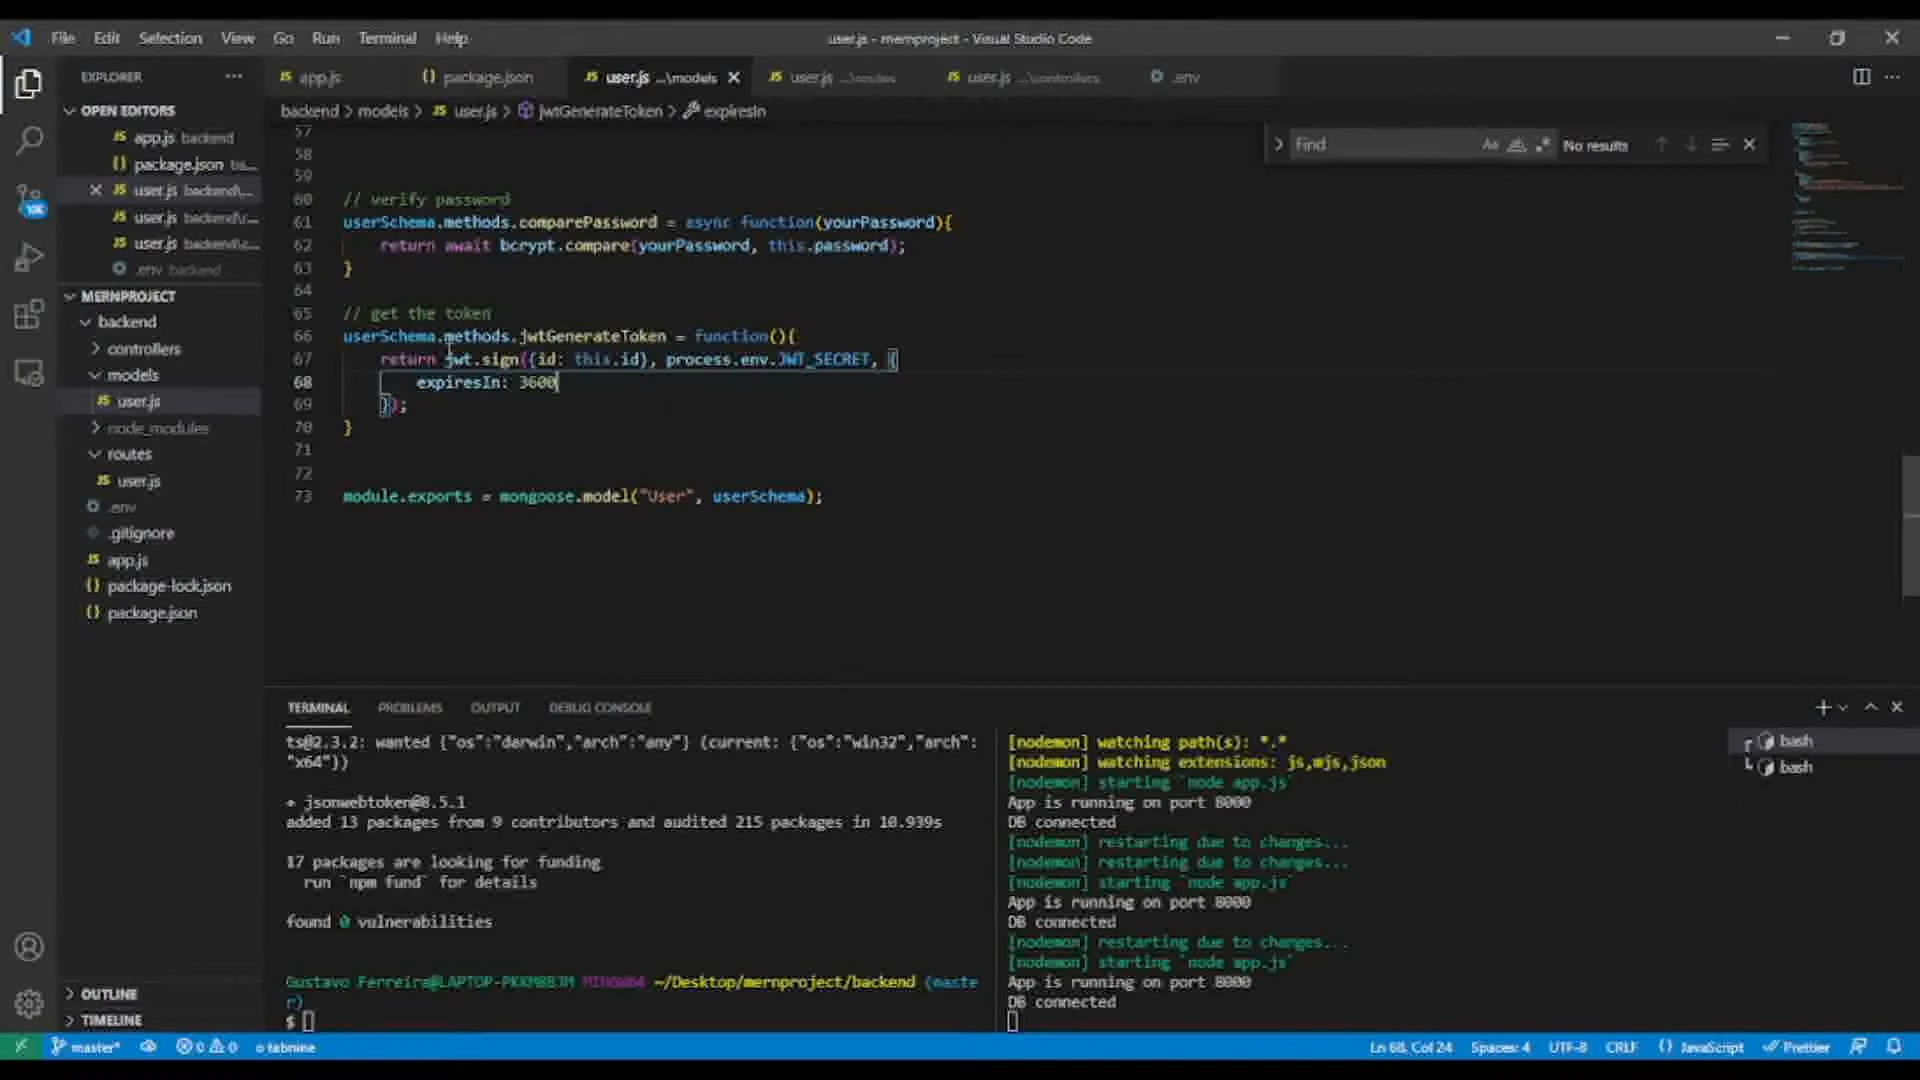 File Edit Selection View Go Run Terminal Help
user.js - mernproject - Visual Studio Code
EXPLORER
app.js
{} package.json
user.js ...\models
user.js ...\routes
user.js ...\controllers
.env
OPEN EDITORS
JS app.js backend
{} package.json ba...
JS user.js backend\...
JS user.js backend\r...
JS user.js backend\c...
.env backend
MERNPROJECT
backend
controllers
models
JS user.js
node_modules
routes
JS user.js
.env
.gitignore
JS app.js
{} package-lock.json
{} package.json
OUTLINE
TIMELINE
backend > models > JS user.js > jwtGenerateToken > expiresIn
Find
Aa
No results
57
58
59
60 // verify password
61 userSchema.methods.comparePassword = async function(yourPassword){
62 return await bcrypt.compare(yourPassword, this.password);
63 }
64
65 // get the token
66 userSchema.methods.jwtGenerateToken = function(){
67 return jwt.sign({id: this.id}, process.env.JWT_SECRET, {
68 expiresIn: 3600
69 });
70 }
71
72
73 module.exports = mongoose.model("User", userSchema);
TERMINAL PROBLEMS OUTPUT DEBUG CONSOLE
ts@2.3.2: wanted {"os":"darwin","arch":"any"} (current: {"os":"win32","arch":
"x64"})
+ jsonwebtoken@8.5.1
added 13 packages from 9 contributors and audited 215 packages in 10.939s
17 packages are looking for funding
run `npm fund` for details
found 0 vulnerabilities
~/Desktop/mernproject/backend (maste
r)
$
[nodemon] watching path(s): *.*
[nodemon] watching extensions: js,mjs,json
[nodemon] starting `node app.js`
App is running on port 8000
DB connected
[nodemon] restarting due to changes...
[nodemon] restarting due to changes...
[nodemon] starting `node app.js`
App is running on port 8000
DB connected
[nodemon] restarting due to changes...
[nodemon] starting `node app.js`
App is running on port 8000
DB connected
bash
bash
master* 0 0 tabnine
Ln 68, Col 24 Spaces: 4 UTF-8 CRLF {} JavaScript Prettier